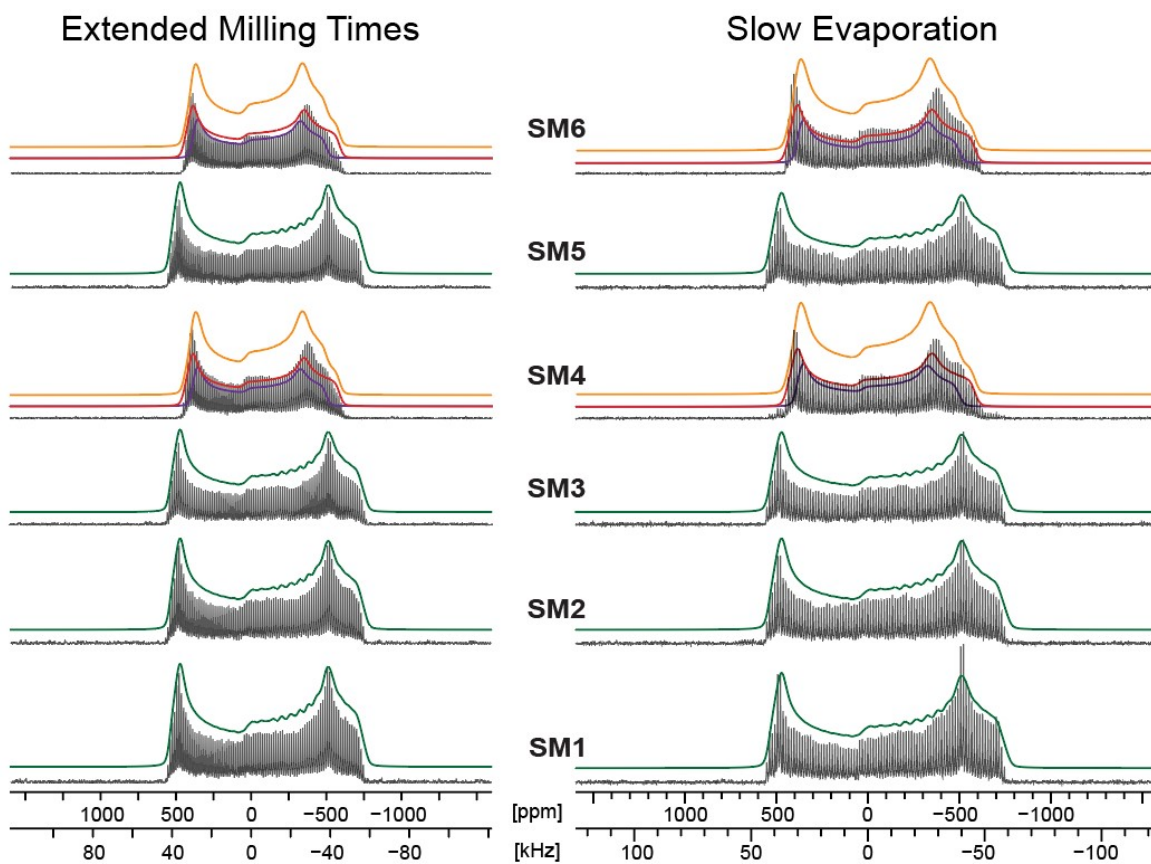 Extended Milling Times
Slow Evaporation
SM6
SM5
SM4
SM3
SM2
SM1
1000 500 0 −500 −1000 [ppm] 1000 500 0 −500 −1000
80 40 0 −40 −80 [kHz] 100 50 0 −50 −100